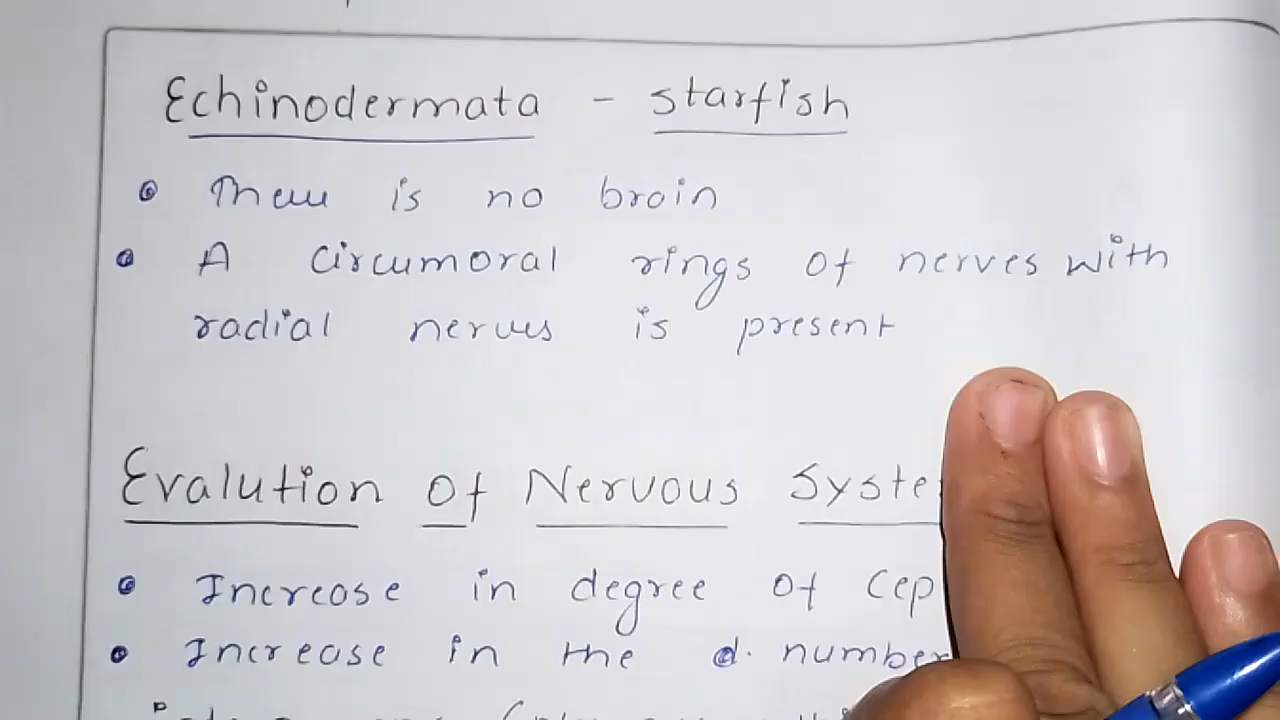 Echinodermata - starfish
There is no brain
A circumoral rings of nerves with
radial nerves is present
Evalution of Nervous Syste
Increase in degree of Cep
Increase in the d. number